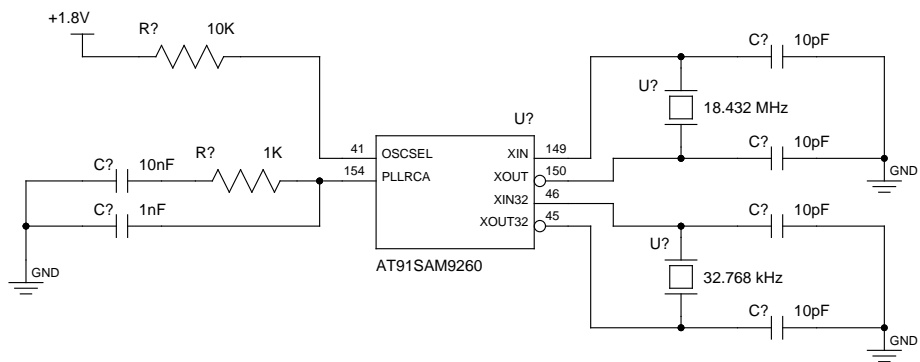 +1.8V
R? 10K
C? 10pF
U?
18.432 MHz
U?
41 OSCSEL XIN 149
C? 10nF R? 1K 154 PLLRCA XOUT 150
C? 10pF
GND
XIN32 46
C? 1nF XOUT32 45
C? 10pF
U?
GND
AT91SAM9260
32.768 kHz
C? 10pF
GND